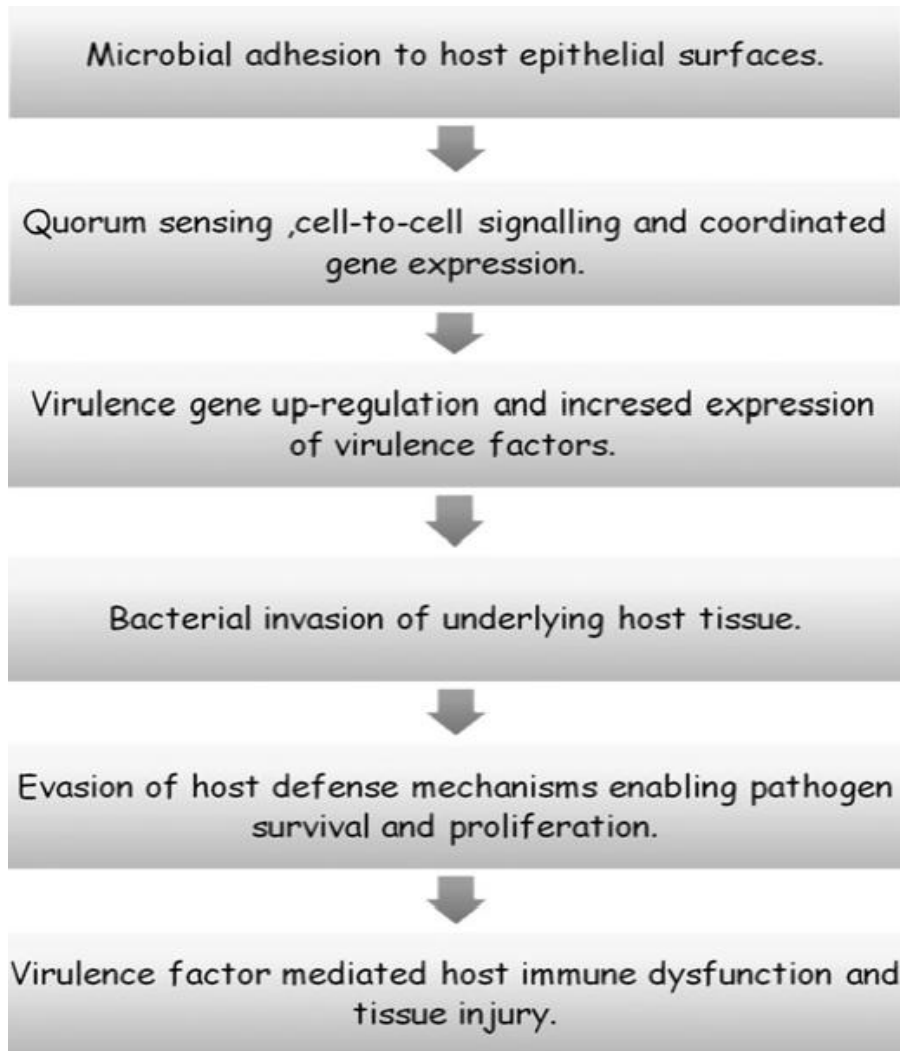 Microbial adhesion to host epithelial surfaces.
Quorum sensing ,cell-to-cell signalling and coordinated
gene expression.
Virulence gene up-regulation and incresed expression
of virulence factors.
Bacterial invasion of underlying host tissue.
Evasion of host defense mechanisms enabling pathogen
survival and proliferation.
Virulence factor mediated host immune dysfunction and
tissue injury.